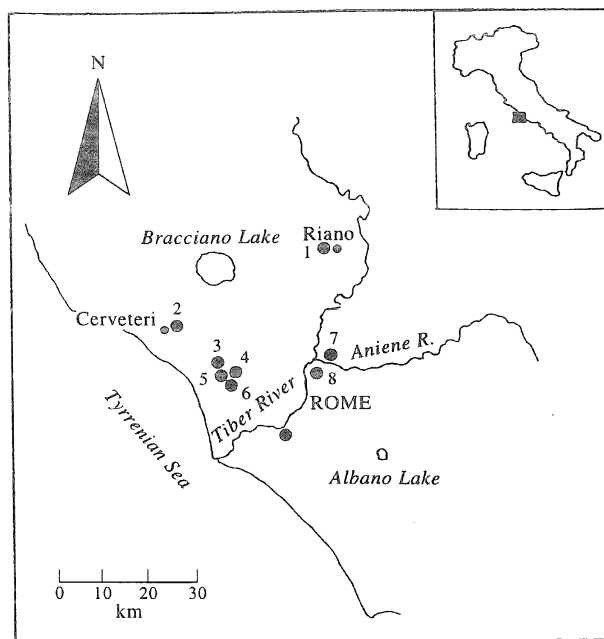 N
Bracciano Lake
Riano
1
Cerveteri
2
3
4
5
6
7
Aniene R.
8
ROME
Tiber River
Tyrrenian Sea
Albano Lake
0 10 20 30
km